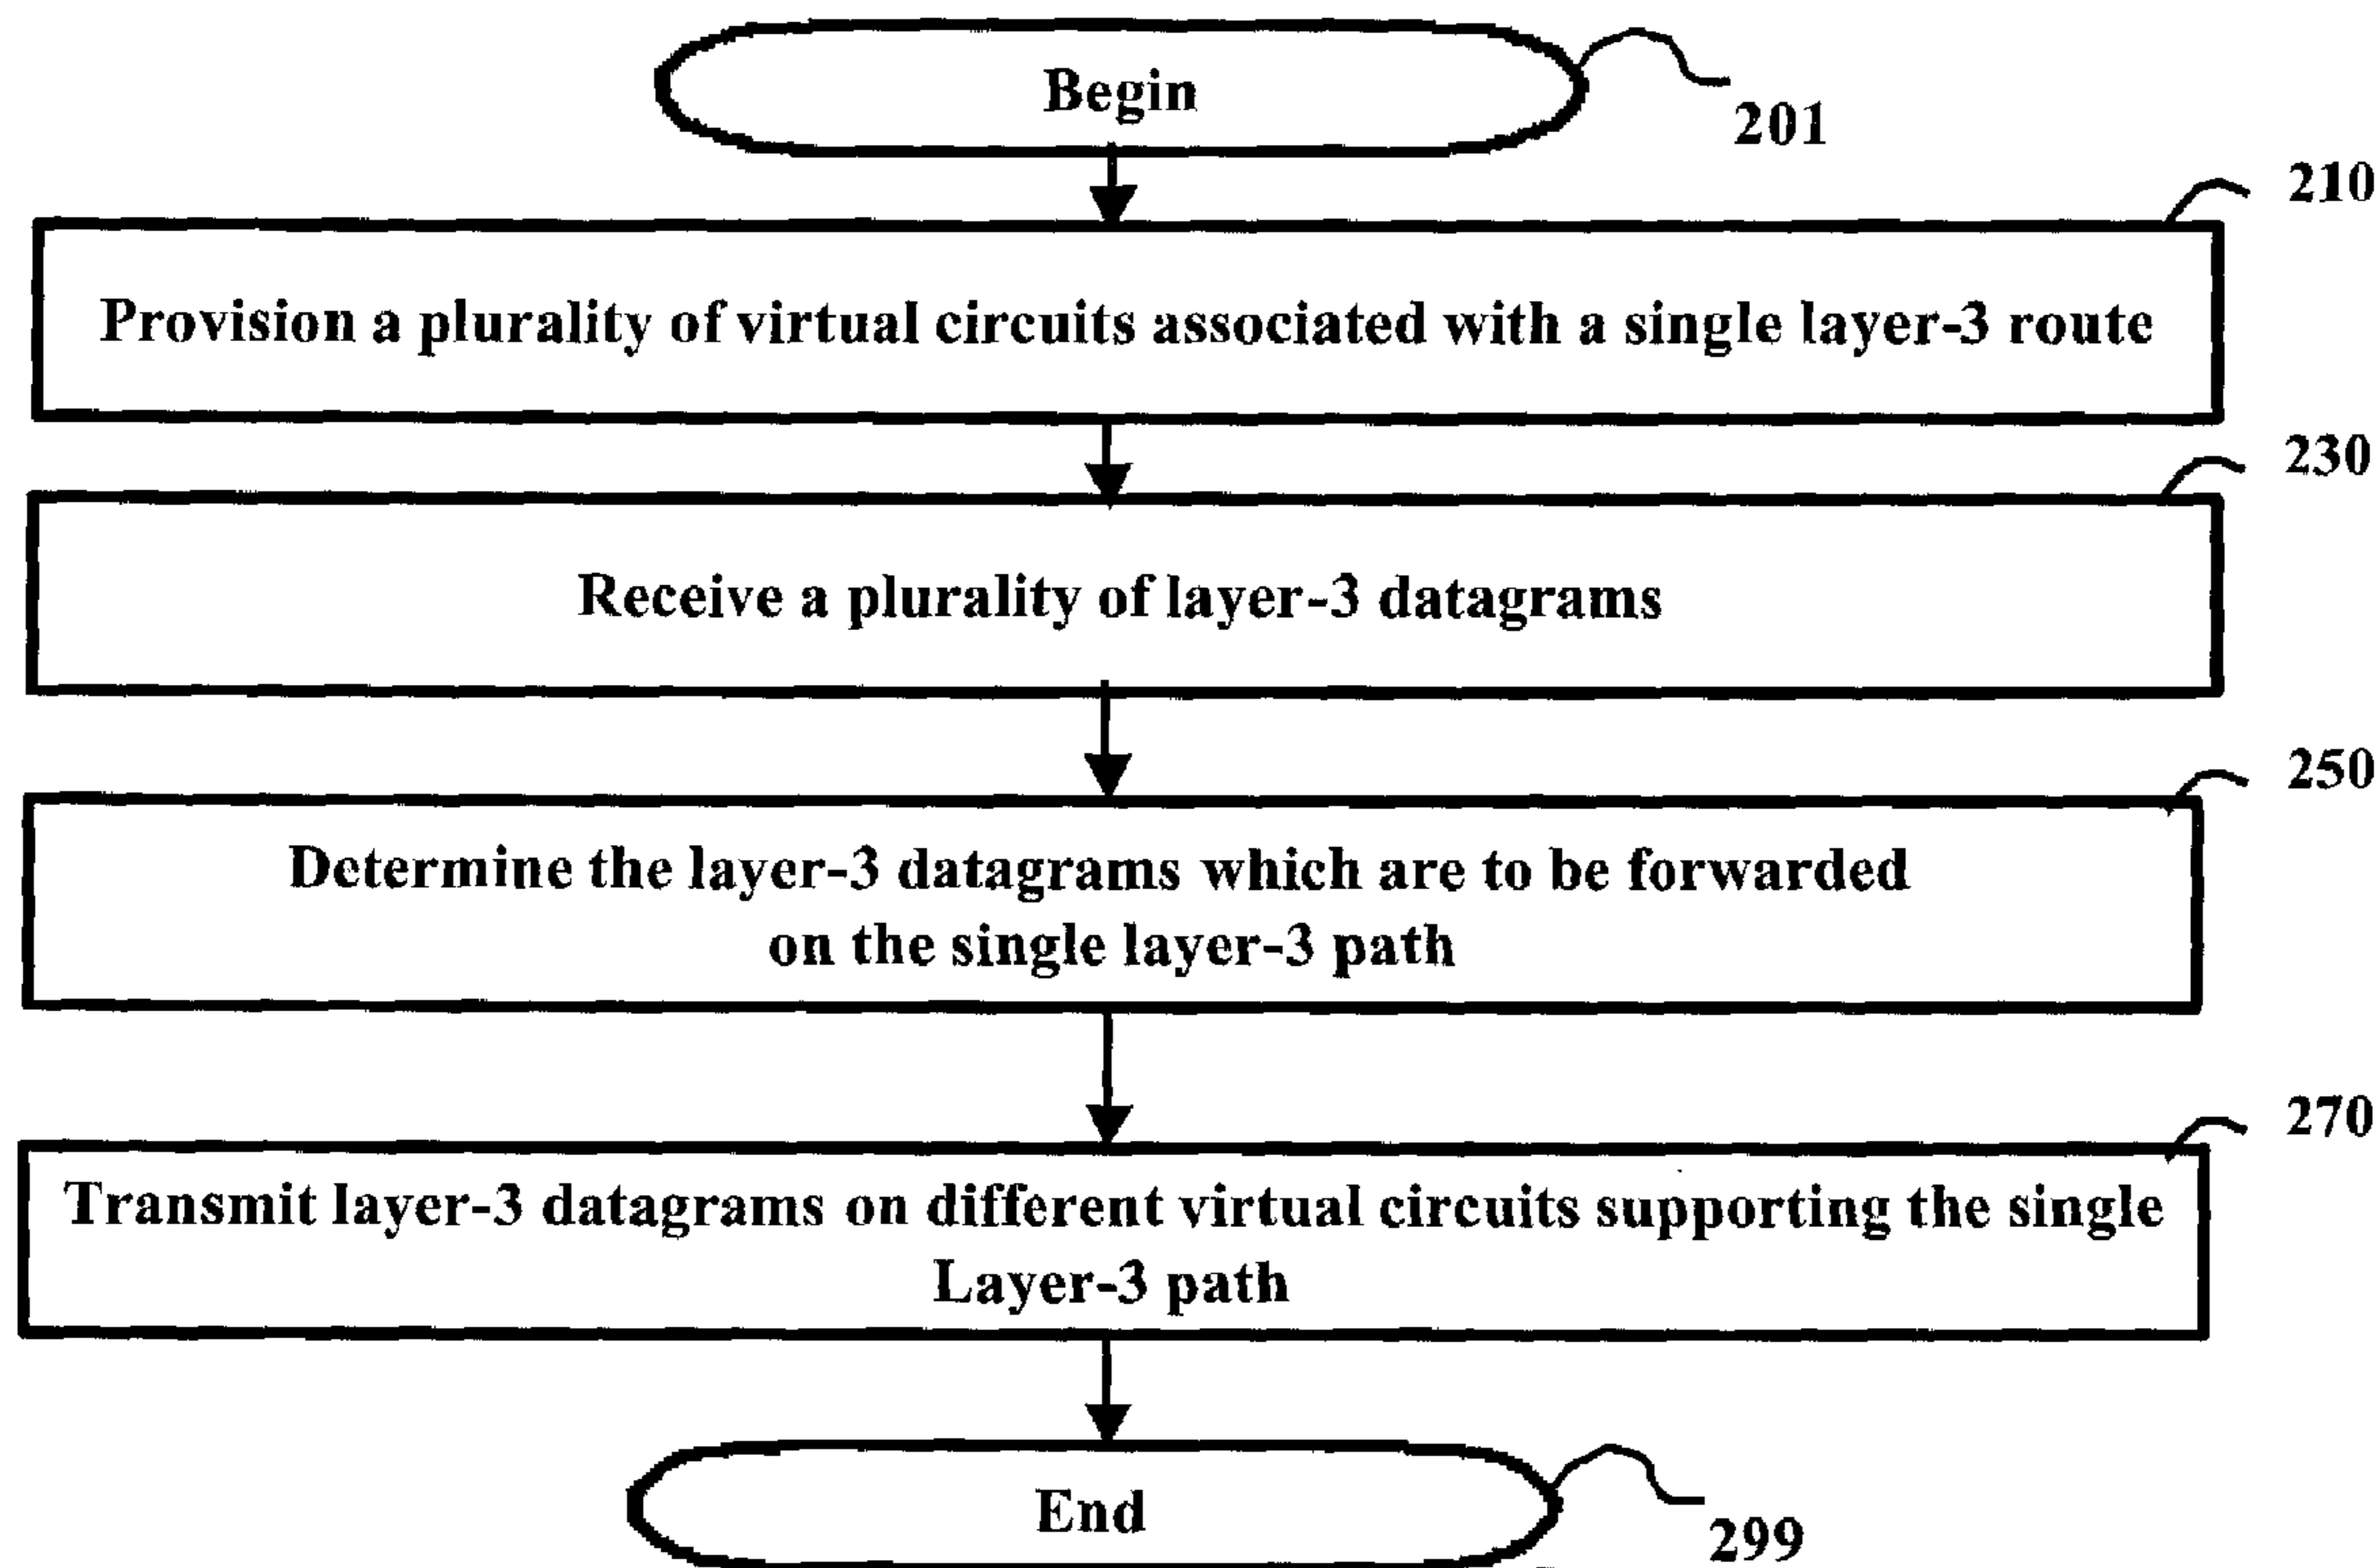 Begin
201
210
Provision a plurality of virtual circuits associated with a single layer-3 route
230
Receive a plurality of layer-3 datagrams
250
Determine the layer-3 datagrams which are to be forwarded
on the single layer-3 path
270
Transmit layer-3 datagrams on different virtual circuits supporting the single
Layer-3 path
End
299